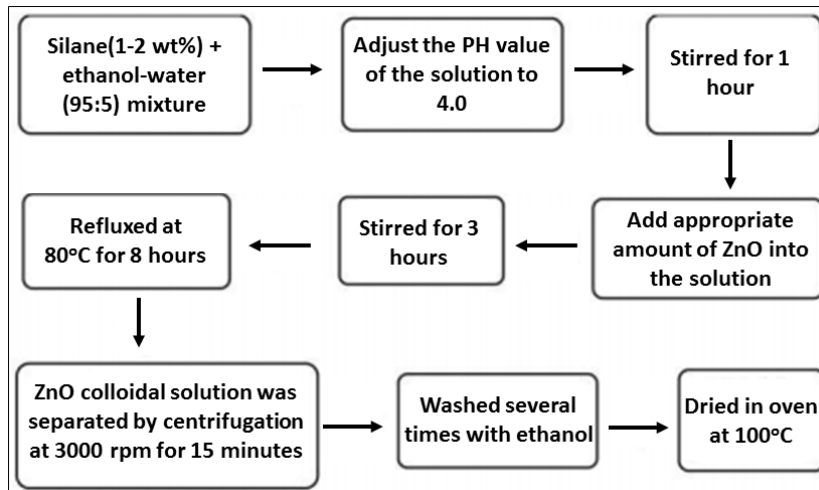 Silane(1-2 wt%) +
ethanol-water
(95:5) mixture
Adjust the PH value
of the solution to
4.0
Stirred for 1
hour
Add appropriate
amount of ZnO into
the solution
Stirred for 3
hours
Refluxed at
80°C for 8 hours
ZnO colloidal solution was
separated by centrifugation
at 3000 rpm for 15 minutes
Washed several
times with ethanol
Dried in oven
at 100°C